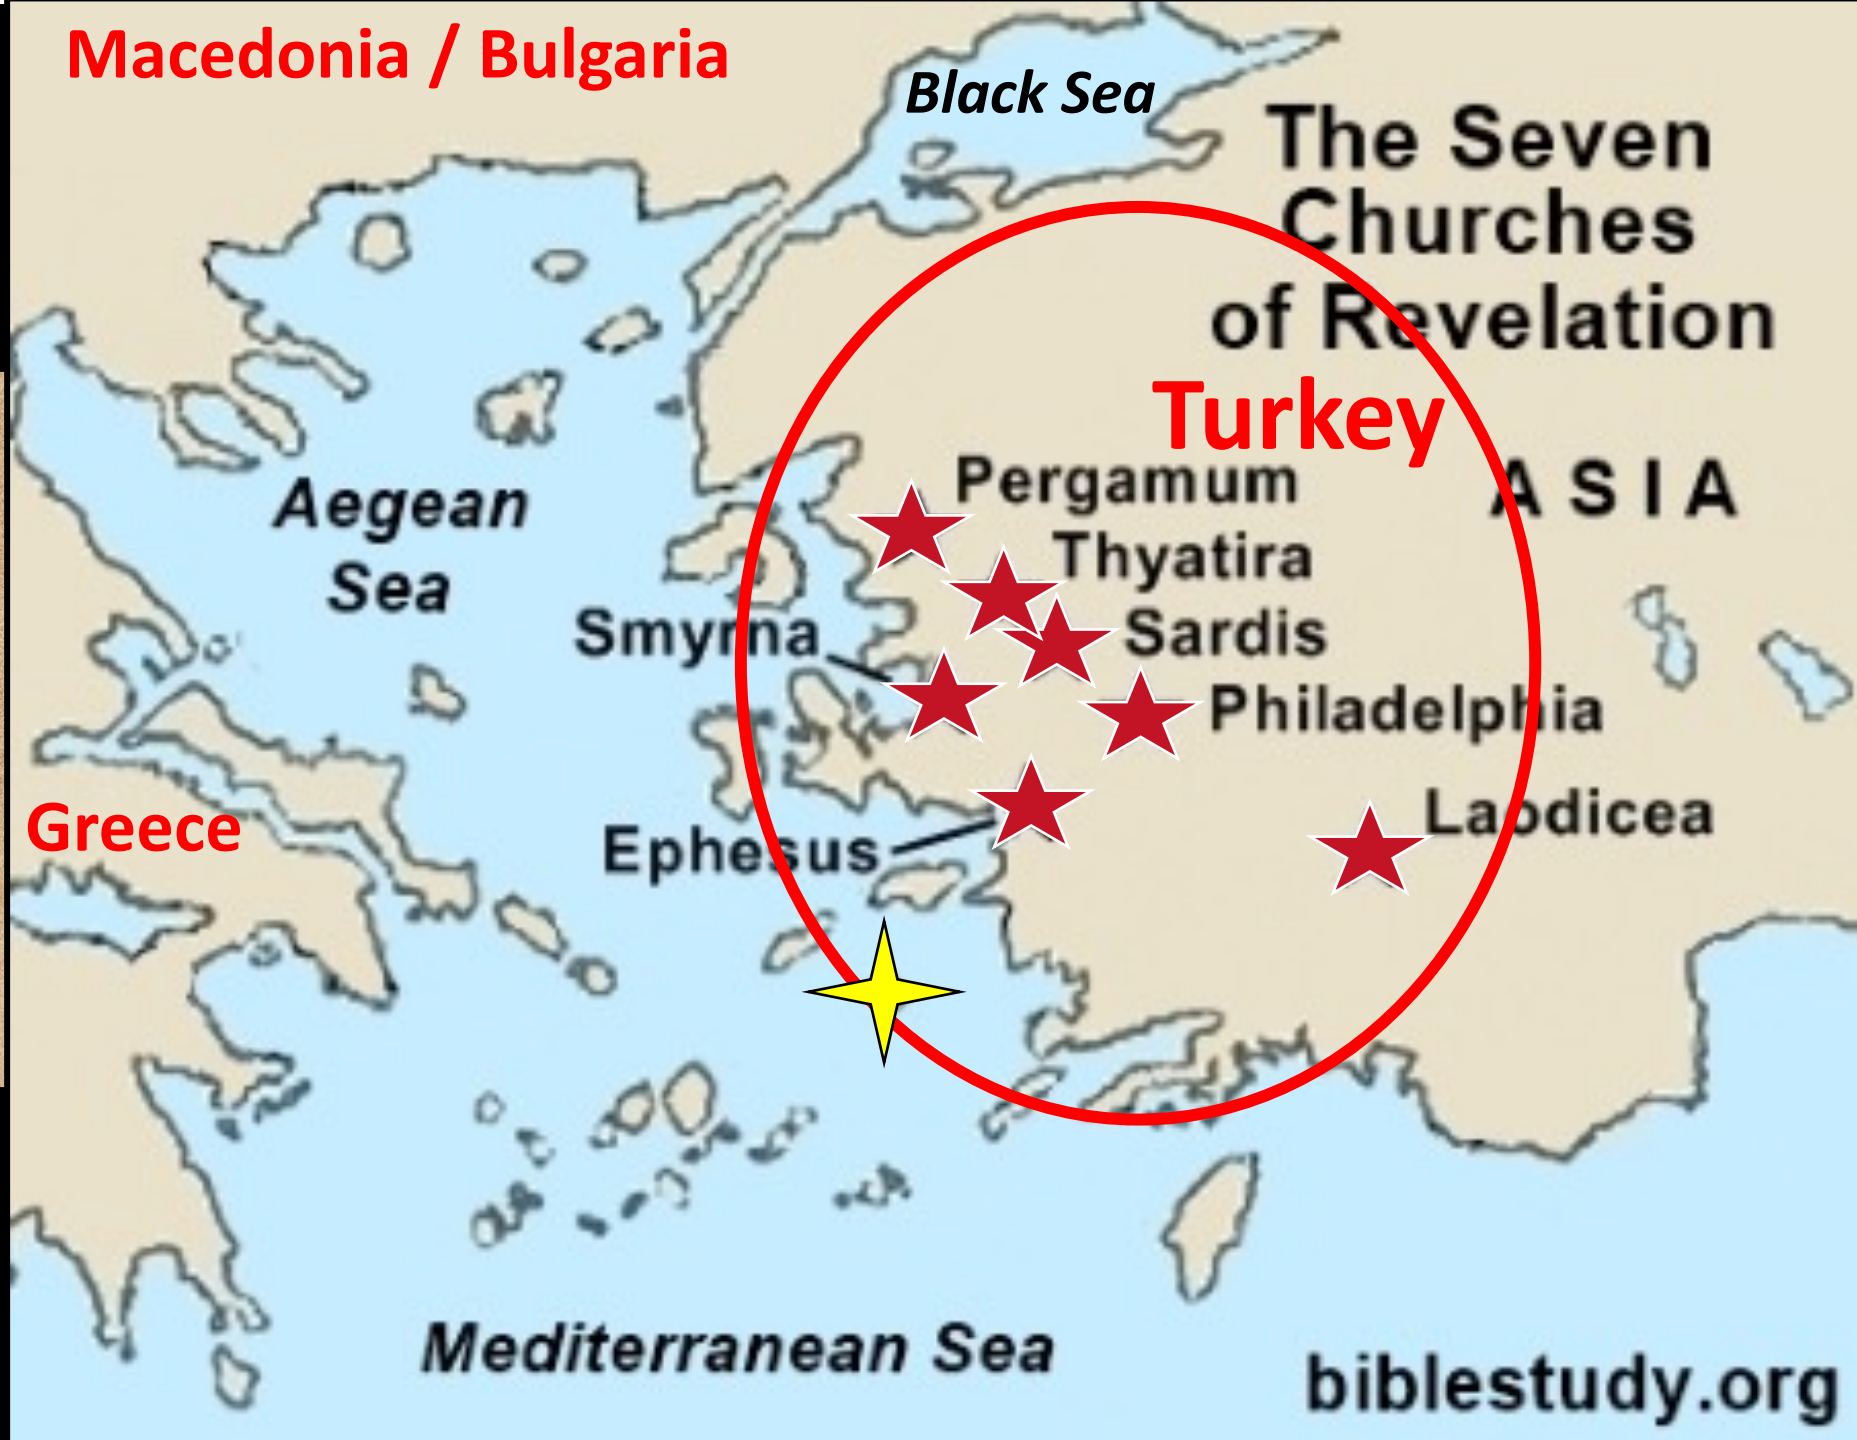 Macedonia / Bulgaria
Black Sea
The Seven
Churches
of Revelation
Turkey
Pergamum
ASIA
Aegean
Sea
Thyatira
Smyrna
Sardis
Philadelphia
Greece
Ephesus
Laodicea
Mediterranean Sea
biblestudy.org